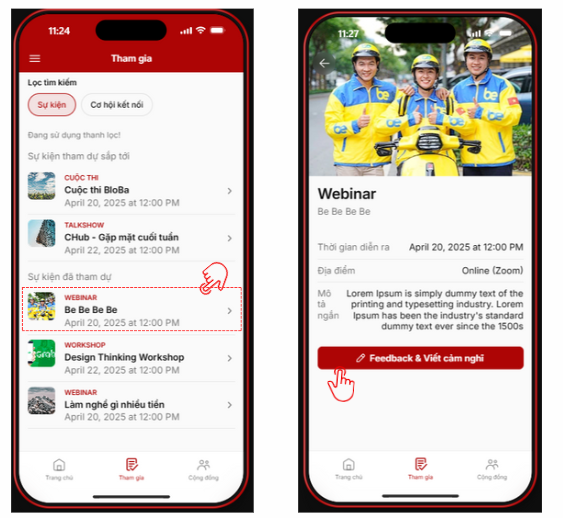 11:24
Tham gia
Lọc tìm kiếm
Sự kiện
Cơ hội kết nối
Đang sử dụng thanh lọc!
Sự kiện tham dự sắp tới
CUỘC THI
Cuộc thi BloBa
April 20, 2025 at 12:00 PM
TALKSHOW
CHub - Gặp mặt cuối tuần
April 22, 2025 at 12:00 PM
Sự kiện đã tham dự
WEBINAR
Be Be Be Be
April 20, 2025 at 12:00 PM
Grab
WORKSHOP
Design Thinking Workshop
April 22, 2025 at 12:00 PM
WEBINAR
Làm nghề gì nhiều tiền
April 20, 2025 at 12:00 PM
Trang chủ
Tham gia
Cộng đồng
11:27
be
be
be
Webinar
Be Be Be Be
Thời gian diễn ra
April 20, 2025 at 12:00 PM
Địa điểm
Online (Zoom)
Mô tả ngắn
Lorem Ipsum is simply dummy text of the
printing and typesetting industry. Lorem
Ipsum has been the industry's standard
dummy text ever since the 1500s
Feedback & Viết cảm nghĩ
Trang chủ
Tham gia
Cộng đồng